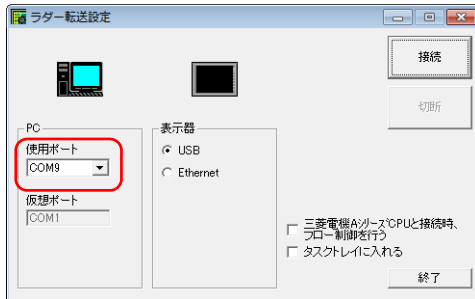 ラダー転送設定
接続
切断
PC
使用ポート
COM9
仮想ポート
COM1
表示器
USB
Ethernet
三菱電機Aシリーズ℃PUと接続時、
フロー制御を行う
タスクトレイに入れる
終了